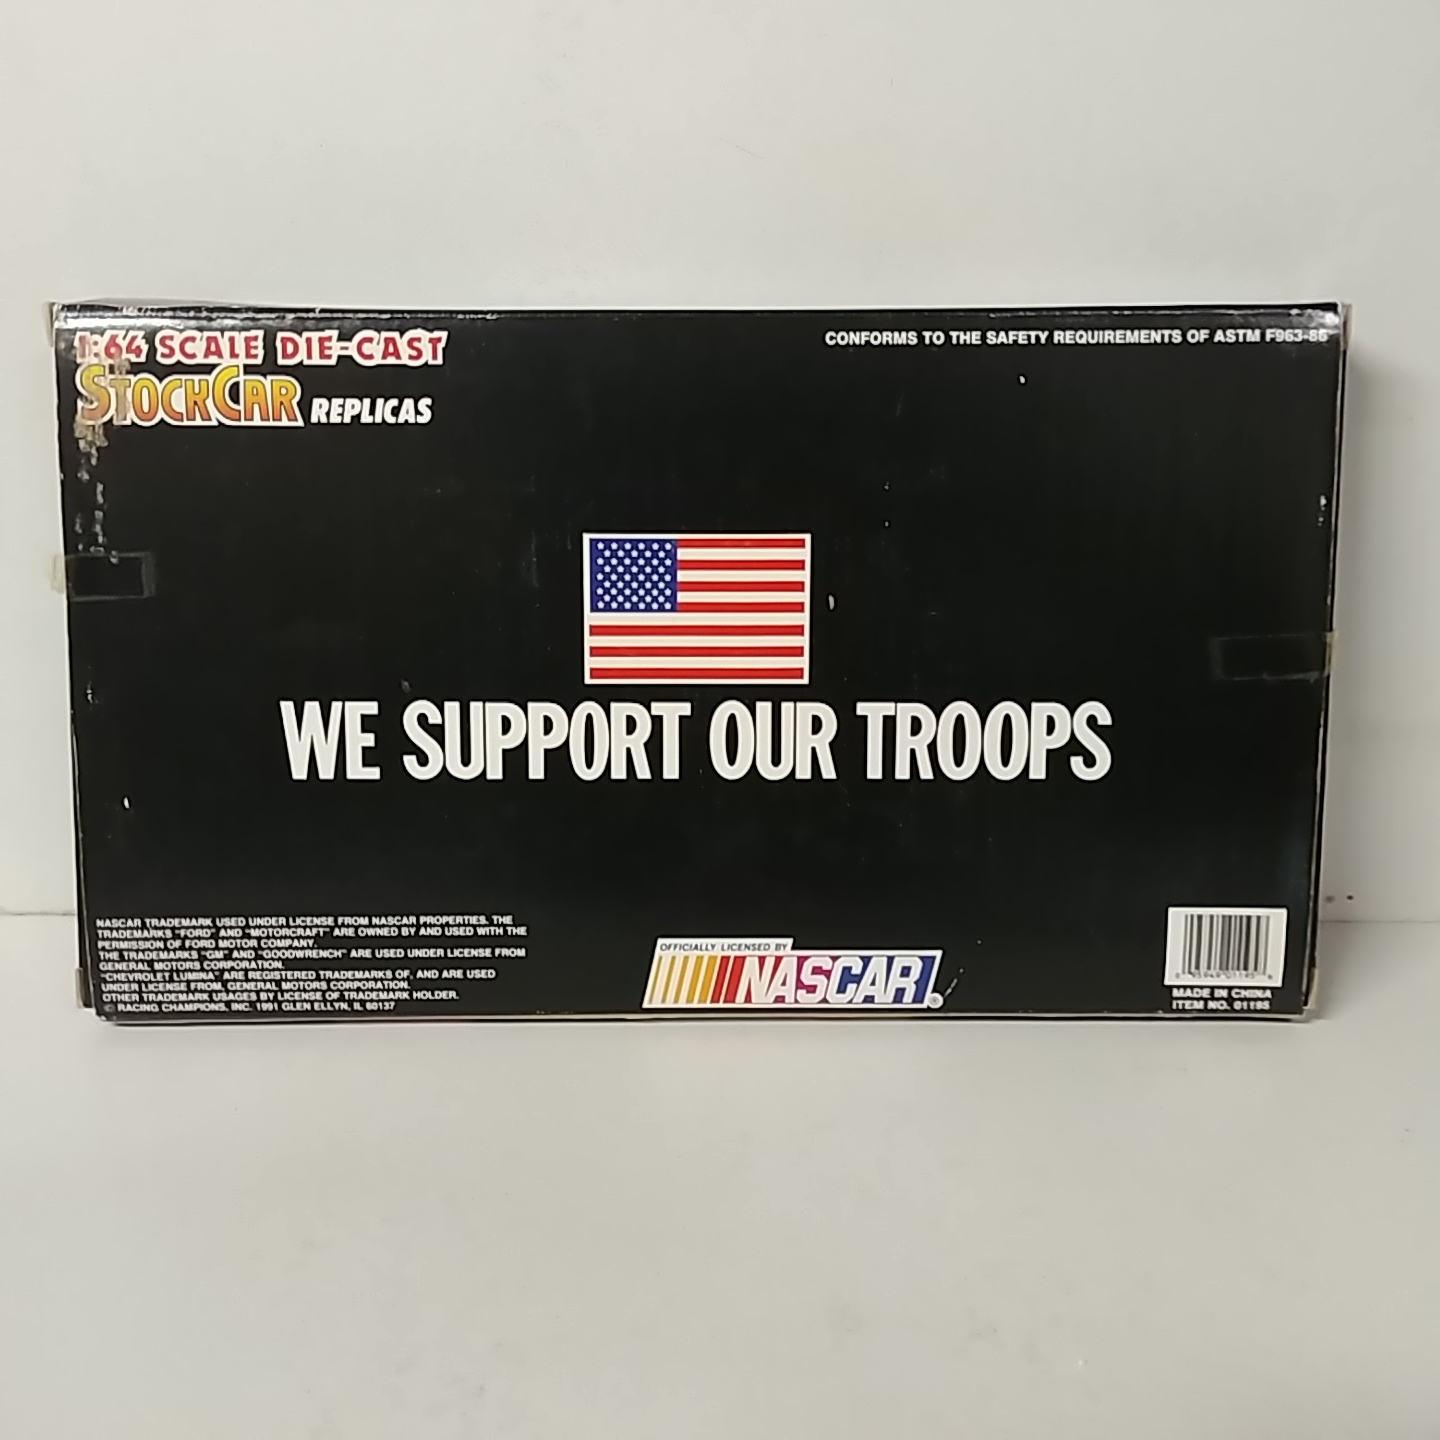 1:64 SCALE DIE-CAST
STOCKCAR REPLICAS
CONFORMS TO THE SAFETY REQUIREMENTS OF ASTM F963-86
WE SUPPORT OUR TROOPS
NASCAR TRADEMARK USED UNDER LICENSE FROM NASCAR PROPERTIES. THE
TRADEMARKS "FORD" AND "MOTORCRAFT" ARE OWNED BY AND USED WITH THE
PERMISSION OF FORD MOTOR COMPANY.
THE TRADEMARKS "GM" AND "GOODWRENCH" ARE USED UNDER LICENSE FROM
GENERAL MOTORS CORPORATION.
"CHEVROLET LUMINA" ARE REGISTERED TRADEMARKS OF, AND ARE USED
UNDER LICENSE FROM, GENERAL MOTORS CORPORATION.
OTHER TRADEMARK USAGES BY LICENSE OF TRADEMARK HOLDER.
© RACING CHAMPIONS, INC. 1991 GLEN ELLYN, IL 60137
OFFICIALLY LICENSED BY
NASCAR®
MADE IN CHINA
ITEM NO. 01195